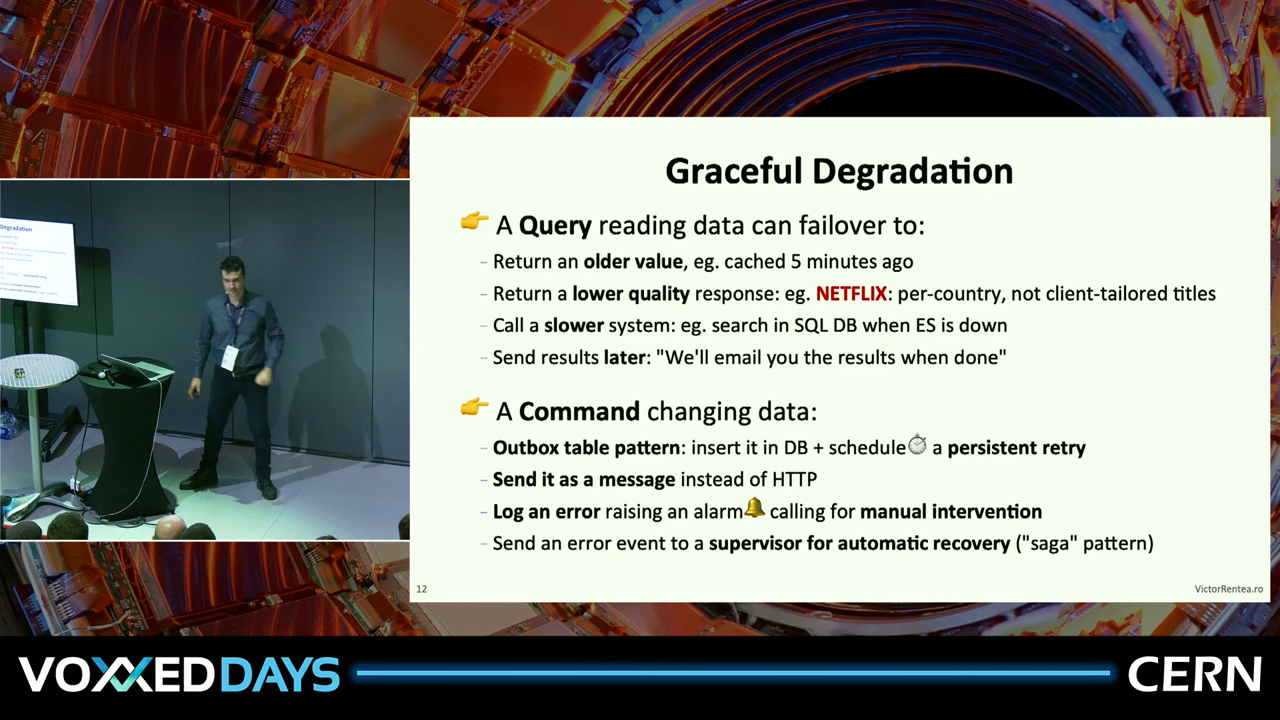 Graceful Degradation
👉 A Query reading data can failover to:
- Return an older value, eg. cached 5 minutes ago
- Return a lower quality response: eg. NETFLIX: per-country, not client-tailored titles
- Call a slower system: eg. search in SQL DB when ES is down
- Send results later: "We'll email you the results when done"
👉 A Command changing data:
- Outbox table pattern: insert it in DB + schedule⏱ a persistent retry
- Send it as a message instead of HTTP
- Log an error raising an alarm🔔 calling for manual intervention
- Send an error event to a supervisor for automatic recovery ("saga" pattern)
12
VictorRentea.ro
VOXXED DAYS
CERN